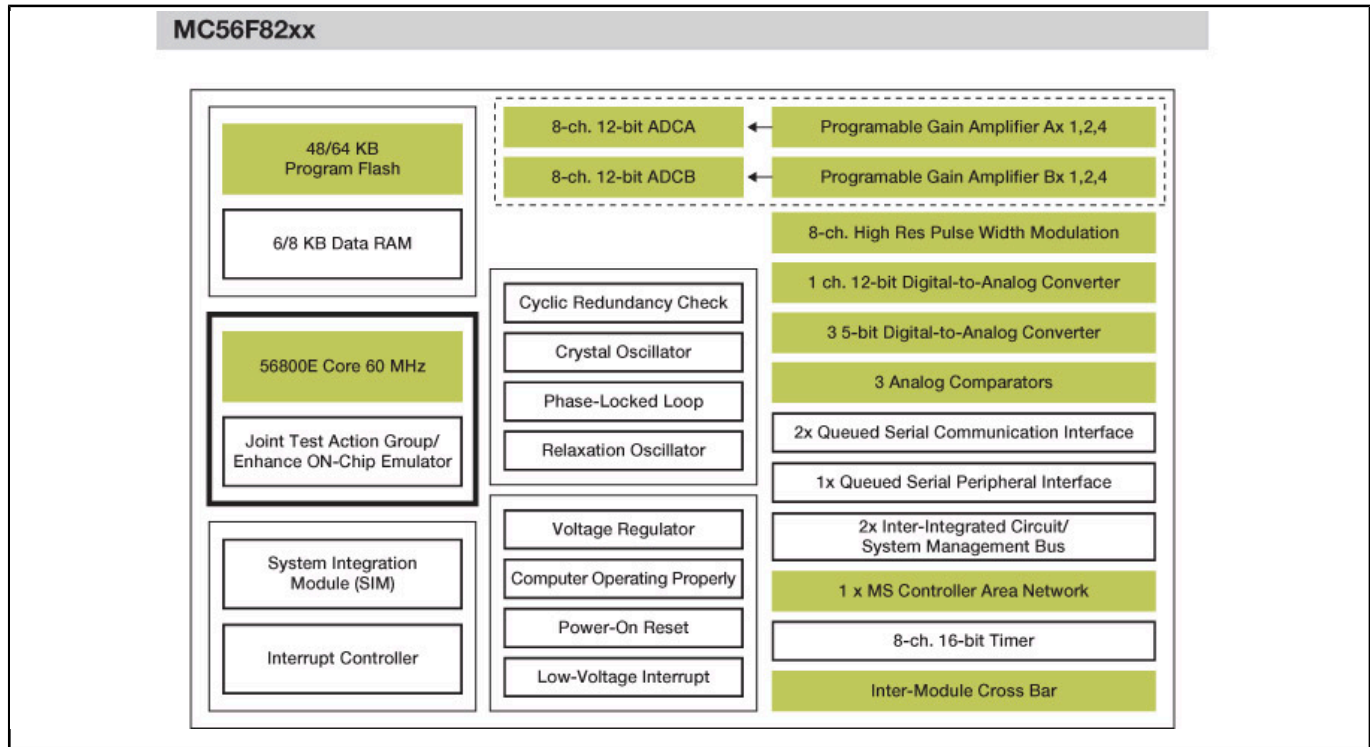 MC56F82xx
48/64 KB
Program Flash
6/8 KB Data RAM
56800E Core 60 MHz
Joint Test Action Group/
Enhance ON-Chip Emulator
System Integration
Module (SIM)
Interrupt Controller
8-ch. 12-bit ADCA
8-ch. 12-bit ADCB
Cyclic Redundancy Check
Crystal Oscillator
Phase-Locked Loop
Relaxation Oscillator
Voltage Regulator
Computer Operating Properly
Power-On Reset
Low-Voltage Interrupt
Programable Gain Amplifier Ax 1,2,4
Programable Gain Amplifier Bx 1,2,4
8-ch. High Res Pulse Width Modulation
1 ch. 12-bit Digital-to-Analog Converter
3 5-bit Digital-to-Analog Converter
3 Analog Comparators
2x Queued Serial Communication Interface
1x Queued Serial Peripheral Interface
2x Inter-Integrated Circuit/
System Management Bus
1 x MS Controller Area Network
8-ch. 16-bit Timer
Inter-Module Cross Bar